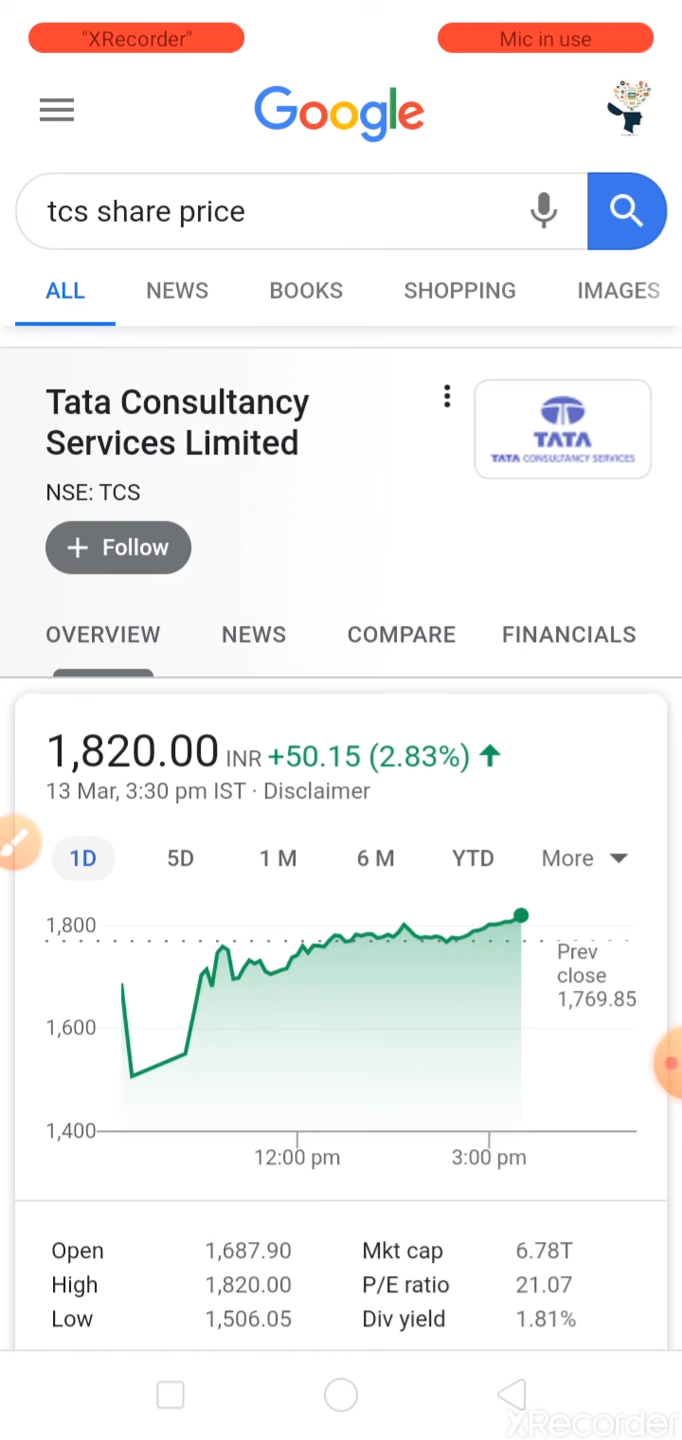 "XRecorder"
Mic in use
Google
tcs share price
ALL NEWS BOOKS SHOPPING IMAGES
Tata Consultancy
Services Limited
TATA
TATA CONSULTANCY SERVICES
NSE: TCS
+ Follow
OVERVIEW NEWS COMPARE FINANCIALS
1,820.00 INR +50.15 (2.83%) ↑
13 Mar, 3:30 pm IST · Disclaimer
1D 5D 1 M 6 M YTD More
1,800
Prev
close
1,769.85
1,600
1,400
12:00 pm 3:00 pm
Open 1,687.90 Mkt cap 6.78T
High 1,820.00 P/E ratio 21.07
Low 1,506.05 Div yield 1.81%
XRecorder